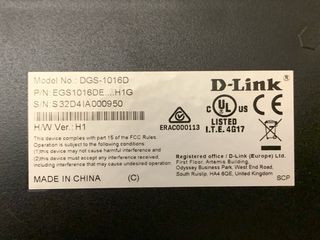 Model No.: DGS-1016D
P/N: EGS1016DE....H1G
S/N: S32D4IA000950
H/W Ver.: H1
D-Link®
ERAC000113
c UL US
LISTED
I.T.E. 4G17
This device complies with part 15 of the FCC Rules.
Operation is subject to the following conditions:
(1) this device may not cause harmful interference and
(2) this device must accept any interference received,
including interference that may cause undesired
operation.
MADE IN CHINA (C)
Registered office / D-Link (Europe) Ltd.
First Floor, Artemis Building,
Odyssey Business Park, West End Road,
South Ruislip, HA4 6QE, United Kingdom
SCP